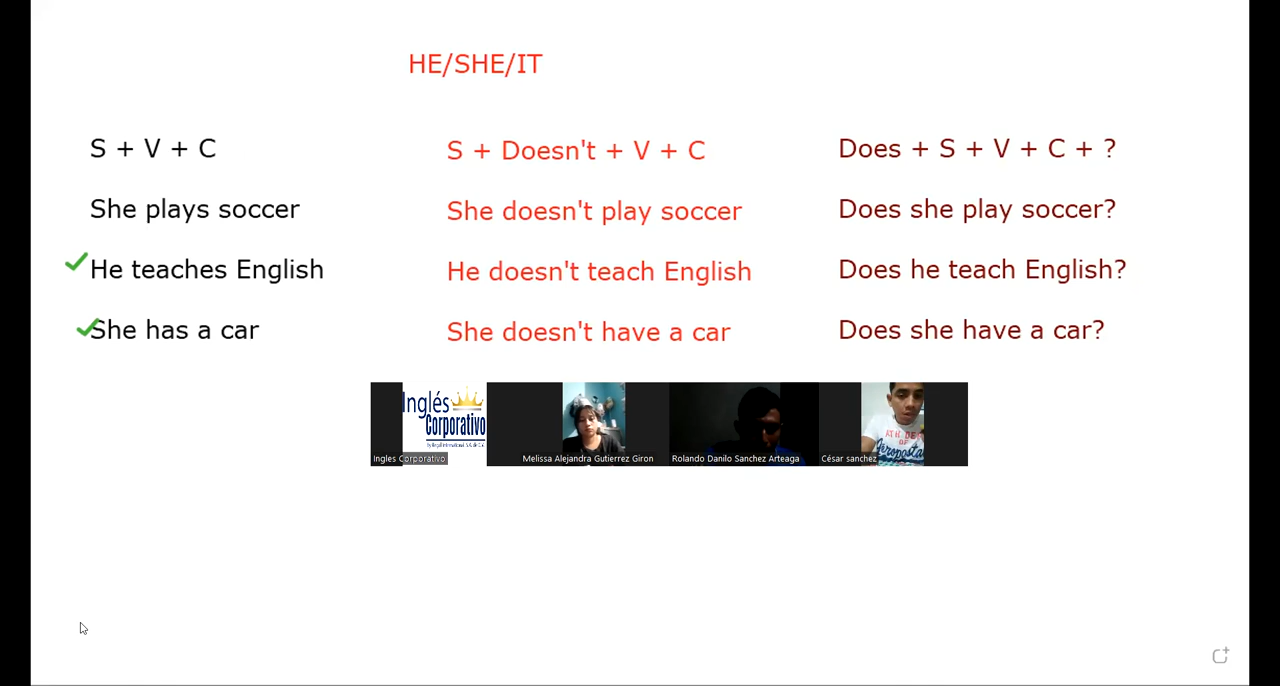 HE/SHE/IT
S + V + C
She plays soccer
He teaches English
She has a car
S + Doesn't + V + C
She doesn't play soccer
He doesn't teach English
She doesn't have a car
Does + S + V + C + ?
Does she play soccer?
Does he teach English?
Does she have a car?
Inglés
Corporativo
Ingles Corporativo
Melissa Alejandra Gutierrez Giron
Rolando Danilo Sanchez Arteaga
César sanchez